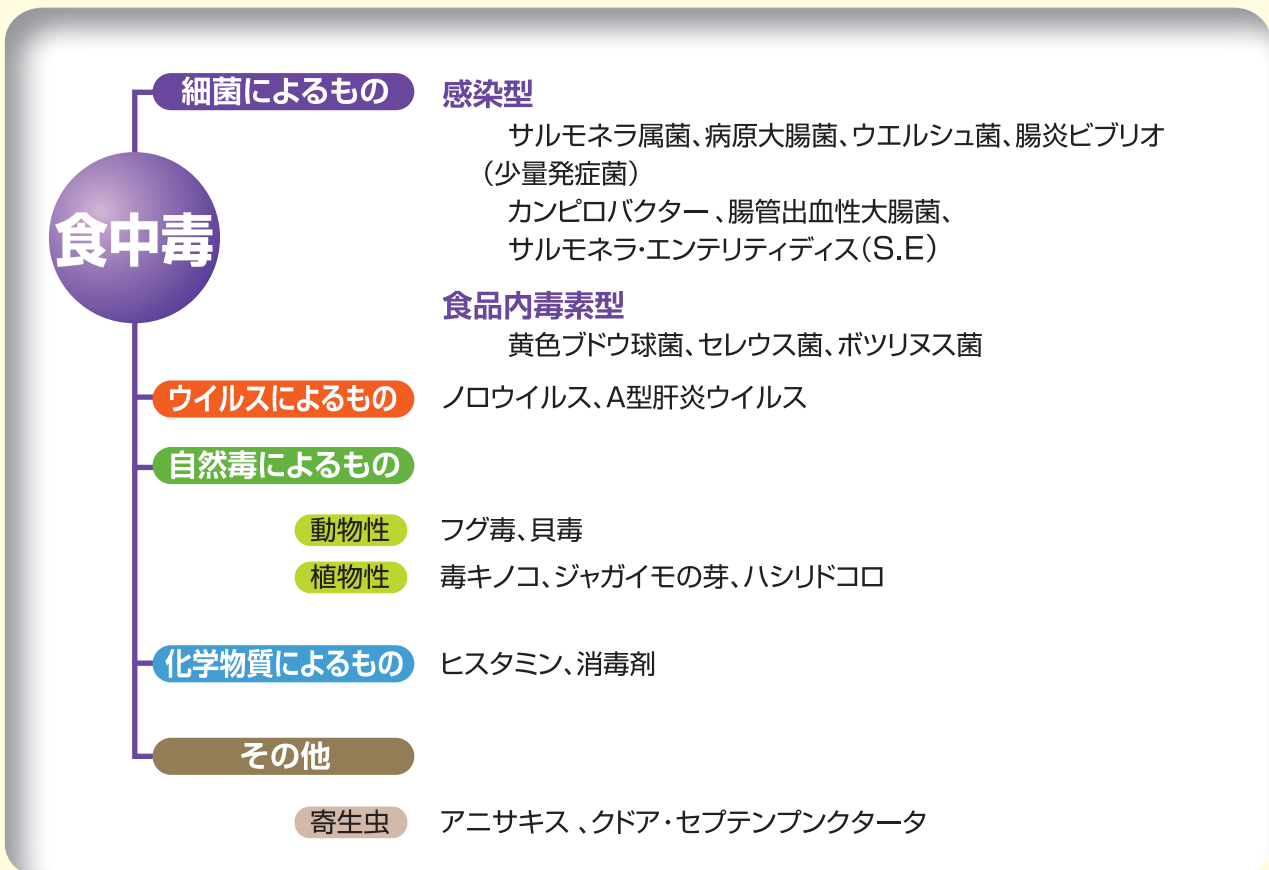 食中毒
細菌によるもの
感染型
サルモネラ属菌、病原大腸菌、ウエルシュ菌、腸炎ビブリオ
（少量発症菌）
カンピロバクター、腸管出血性大腸菌、
サルモネラ・エンテリティディス（S.E）
食品内毒素型
黄色ブドウ球菌、セレウス菌、ボツリヌス菌
ウイルスによるもの ノロウイルス、A型肝炎ウイルス
自然毒によるもの
動物性 フグ毒、貝毒
植物性 毒キノコ、ジャガイモの芽、ハシリドコロ
化学物質によるもの ヒスタミン、消毒剤
その他
寄生虫 アニサキス、クドア・セプテンプンクタータ